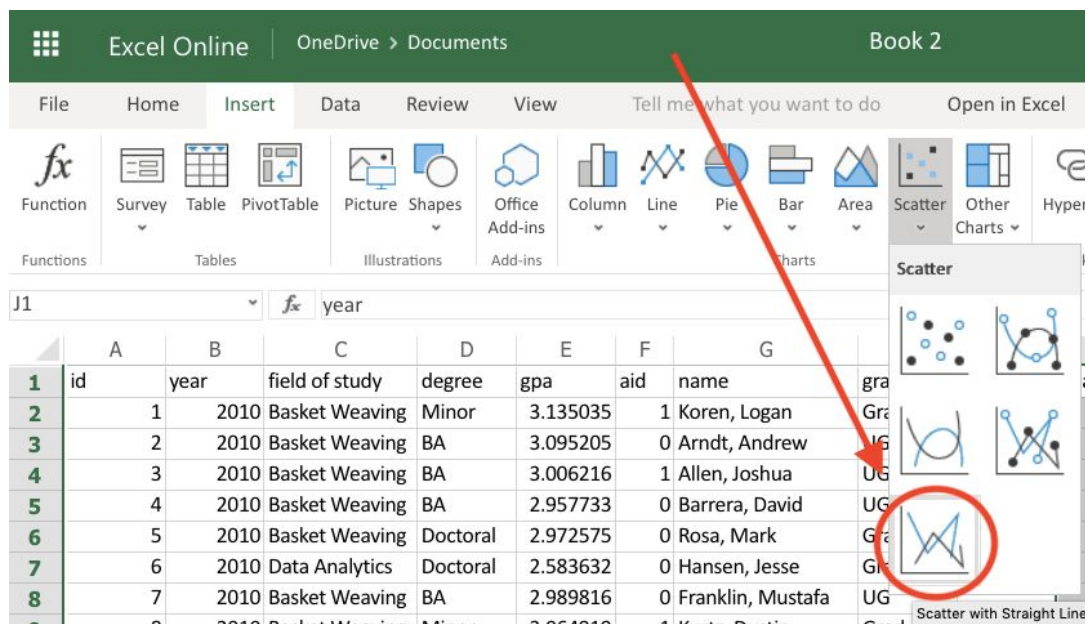 Excel Online OneDrive > Documents Book 2
File Home Insert Data Review View Tell me what you want to do Open in Excel
fx
Function Survey Table PivotTable Picture Shapes Office Add-ins Column Line Pie Bar Area Scatter Other Charts
Functions Tables Illustrations Add-ins Charts
Scatter
J1 fx year
A B C D E F G
1 id year field of study degree gpa aid name
2 1 2010 Basket Weaving Minor 3.135035 1 Koren, Logan
3 2 2010 Basket Weaving BA 3.095205 0 Arndt, Andrew
4 3 2010 Basket Weaving BA 3.006216 1 Allen, Joshua UG
5 4 2010 Basket Weaving BA 2.957733 0 Barrera, David UG
6 5 2010 Basket Weaving Doctoral 2.972575 0 Rosa, Mark
7 6 2010 Data Analytics Doctoral 2.583632 0 Hansen, Jesse
8 7 2010 Basket Weaving BA 2.989816 0 Franklin, Mustafa UG
Scatter with Straight Line